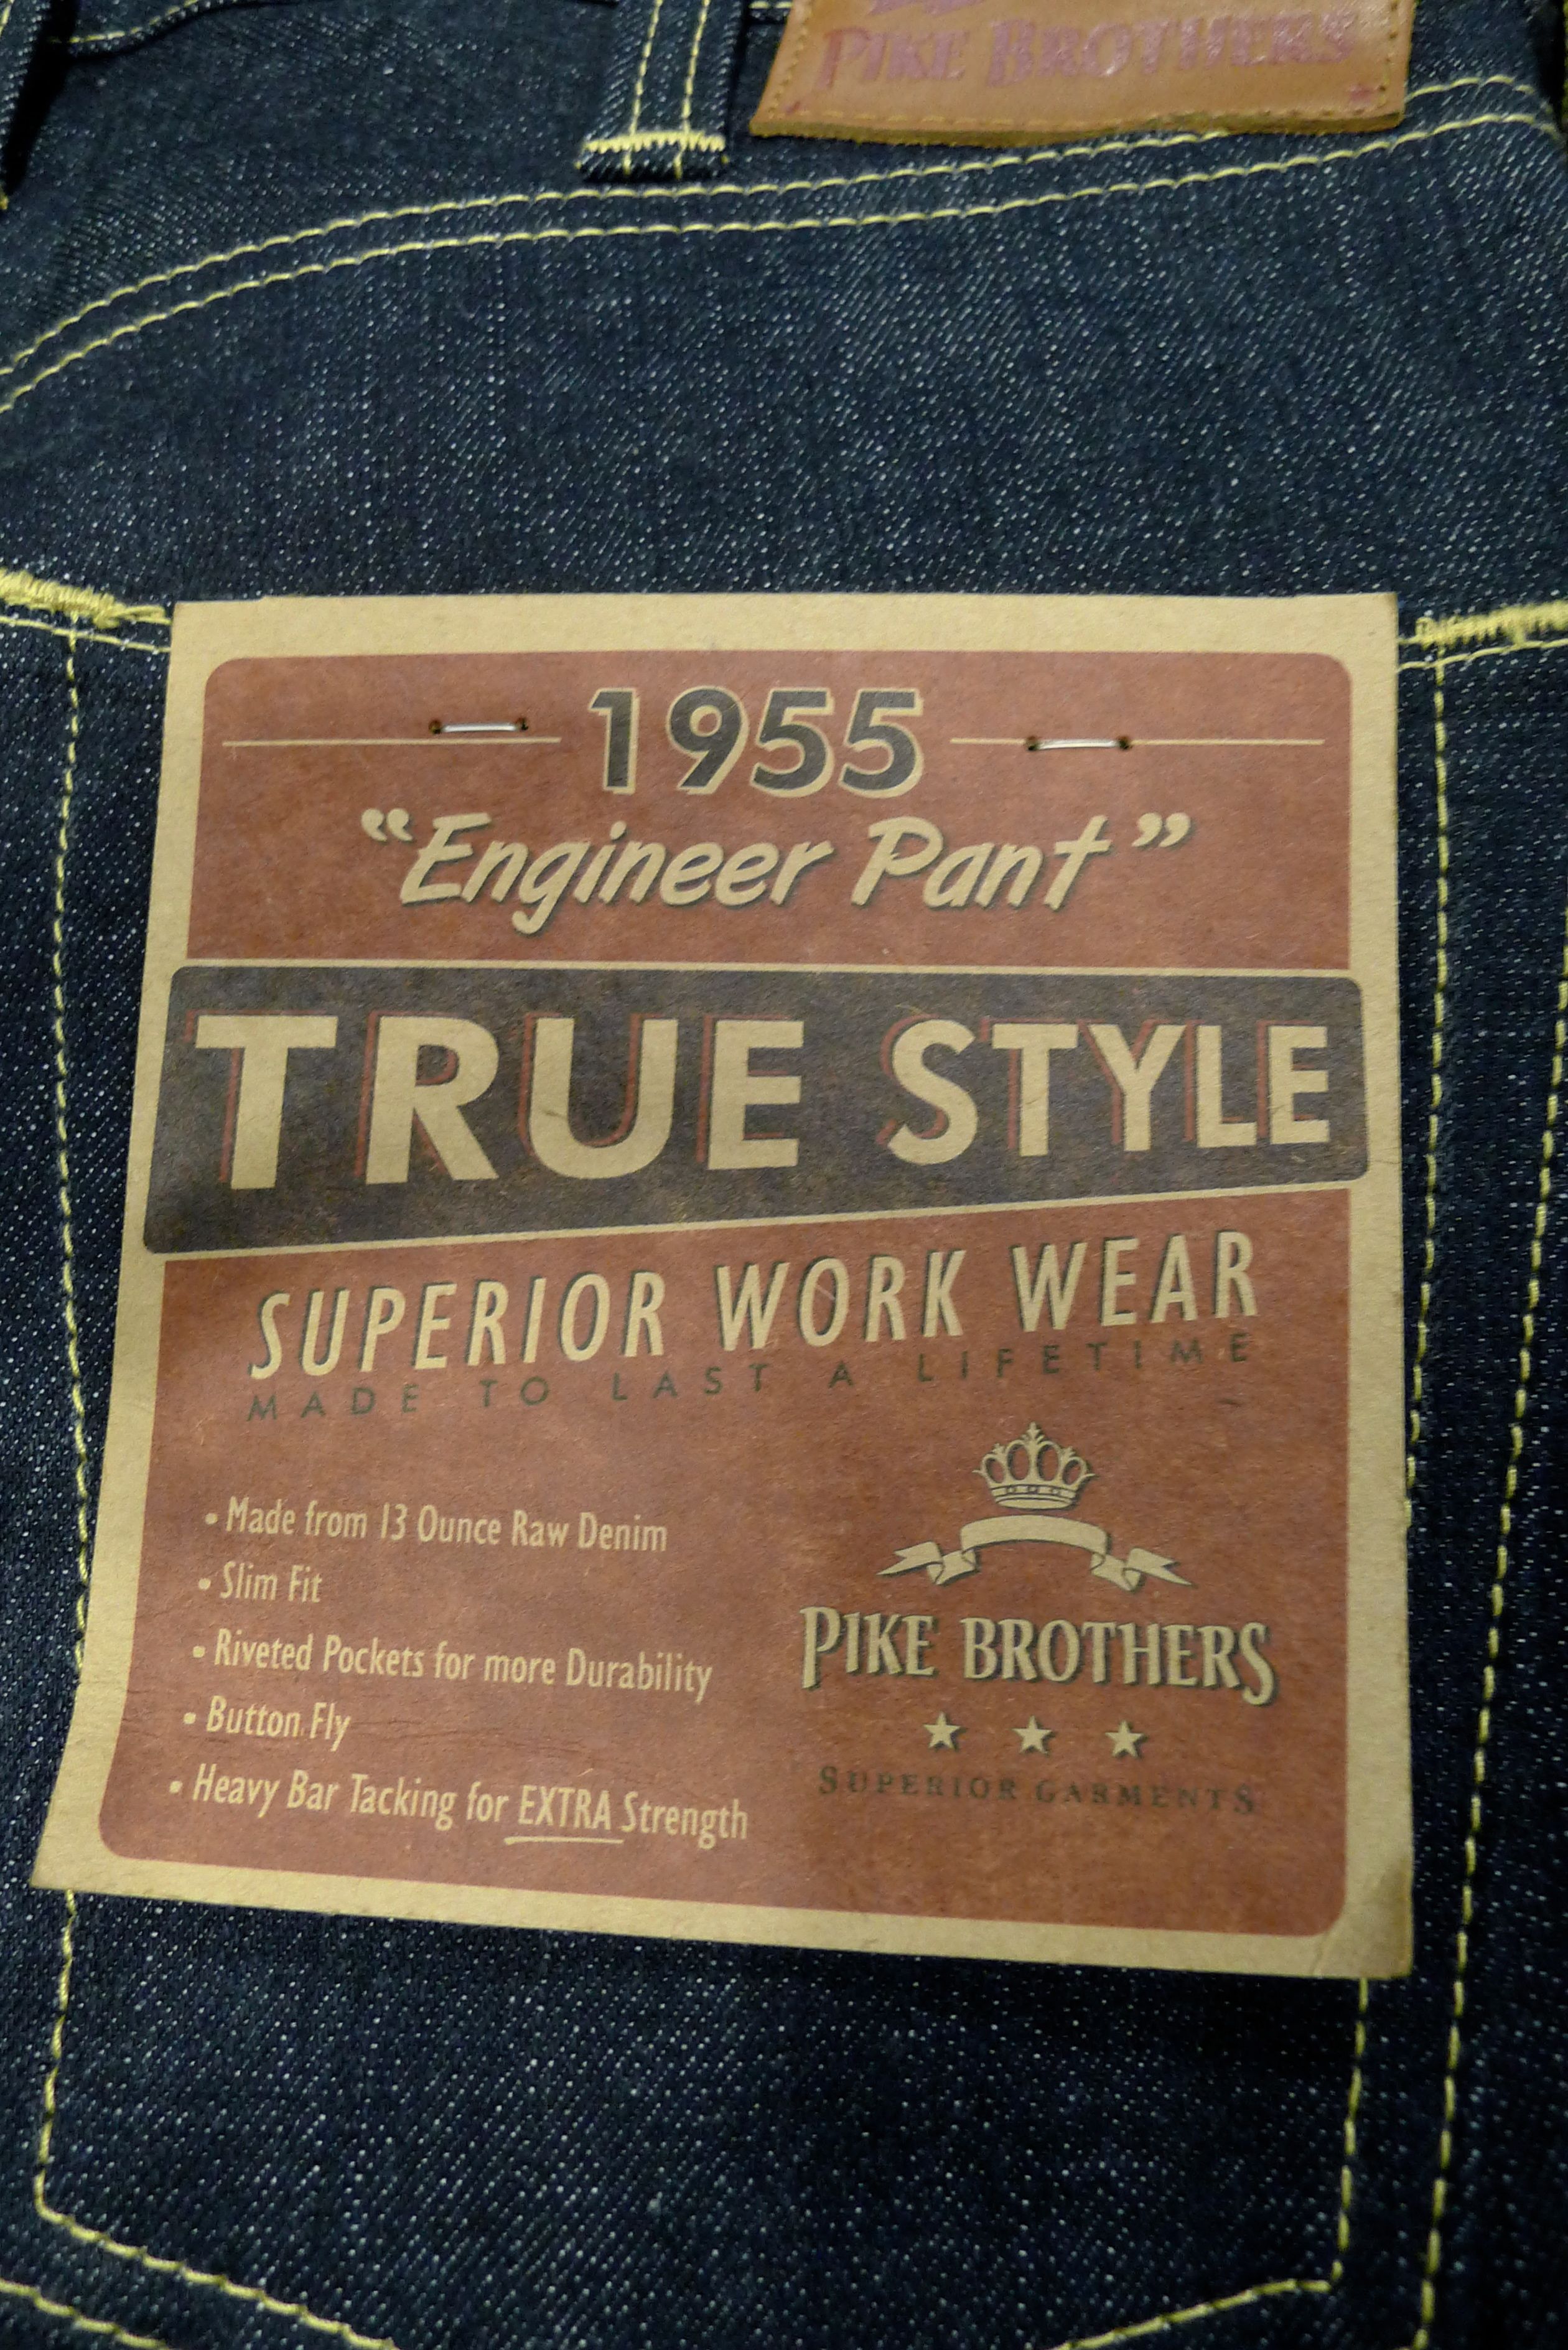 PIKE BROTHERS
1955
"Engineer Pant"
TRUE STYLE
SUPERIOR WORK WEAR
MADE TO LAST A LIFETIME
• Made from 13 Ounce Raw Denim
• Slim Fit
• Riveted Pockets for more Durability
• Button Fly
• Heavy Bar Tacking for EXTRA Strength
PIKE BROTHERS
★ ★ ★
SUPERIOR GARMENTS